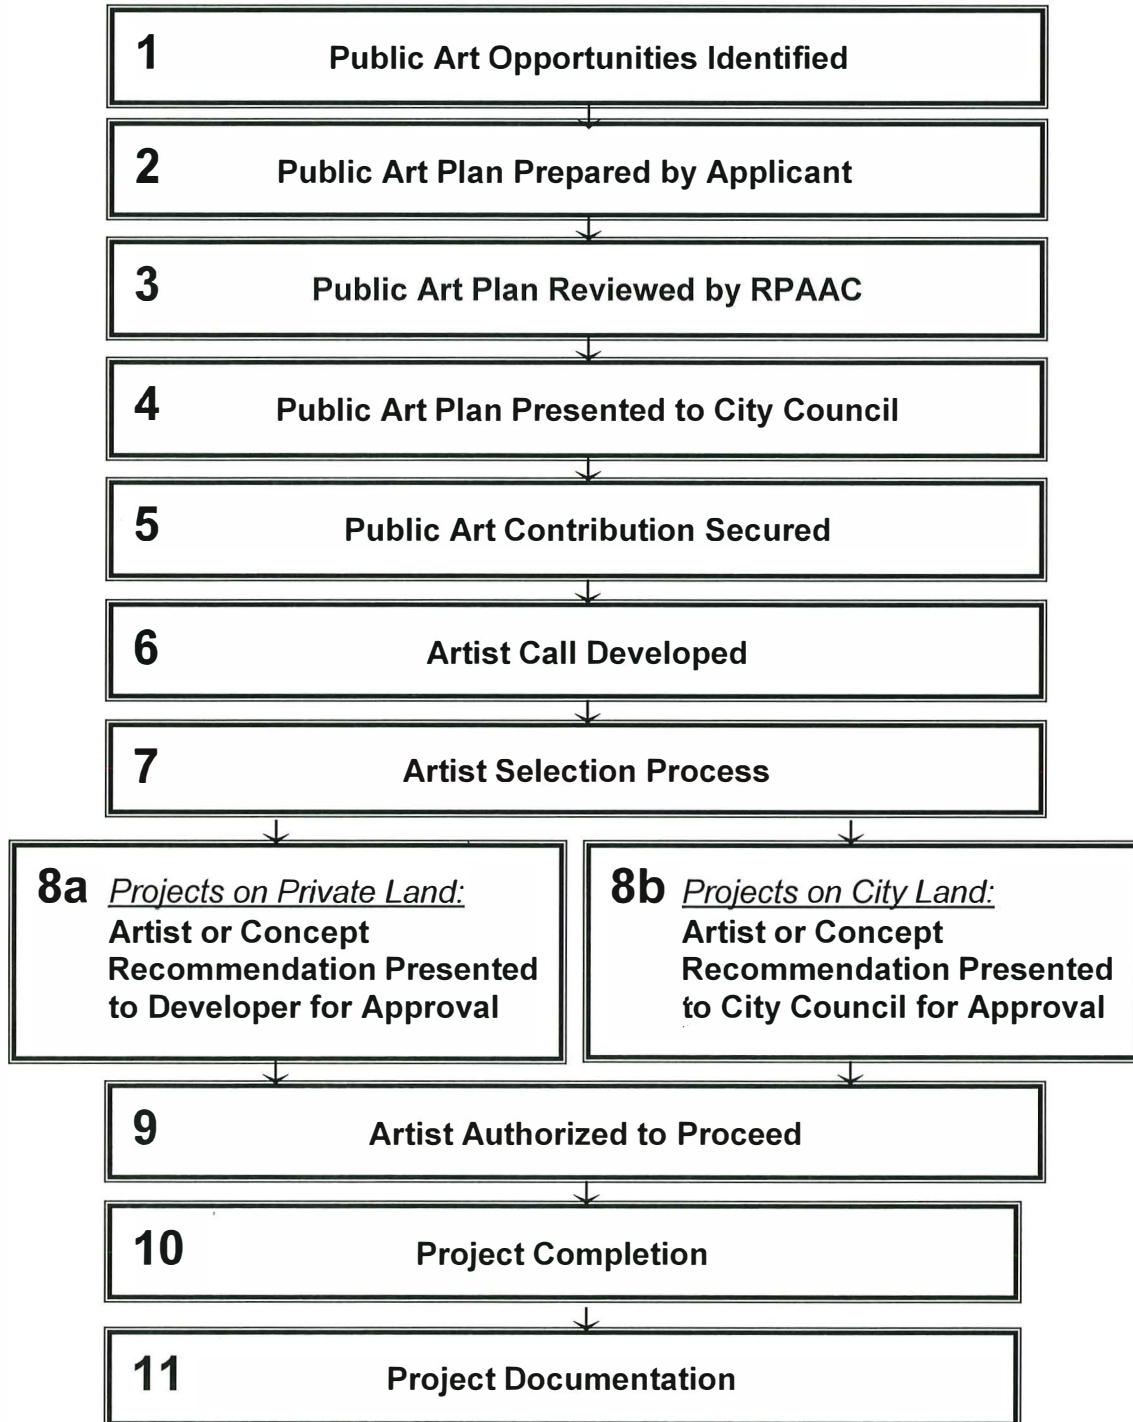 1 Public Art Opportunities Identified
2 Public Art Plan Prepared by Applicant
3 Public Art Plan Reviewed by RPAAC
4 Public Art Plan Presented to City Council
5 Public Art Contribution Secured
6 Artist Call Developed
7 Artist Selection Process
8a Projects on Private Land:
Artist or Concept
Recommendation Presented
to Developer for Approval
8b Projects on City Land:
Artist or Concept
Recommendation Presented
to City Council for Approval
9 Artist Authorized to Proceed
10 Project Completion
11 Project Documentation